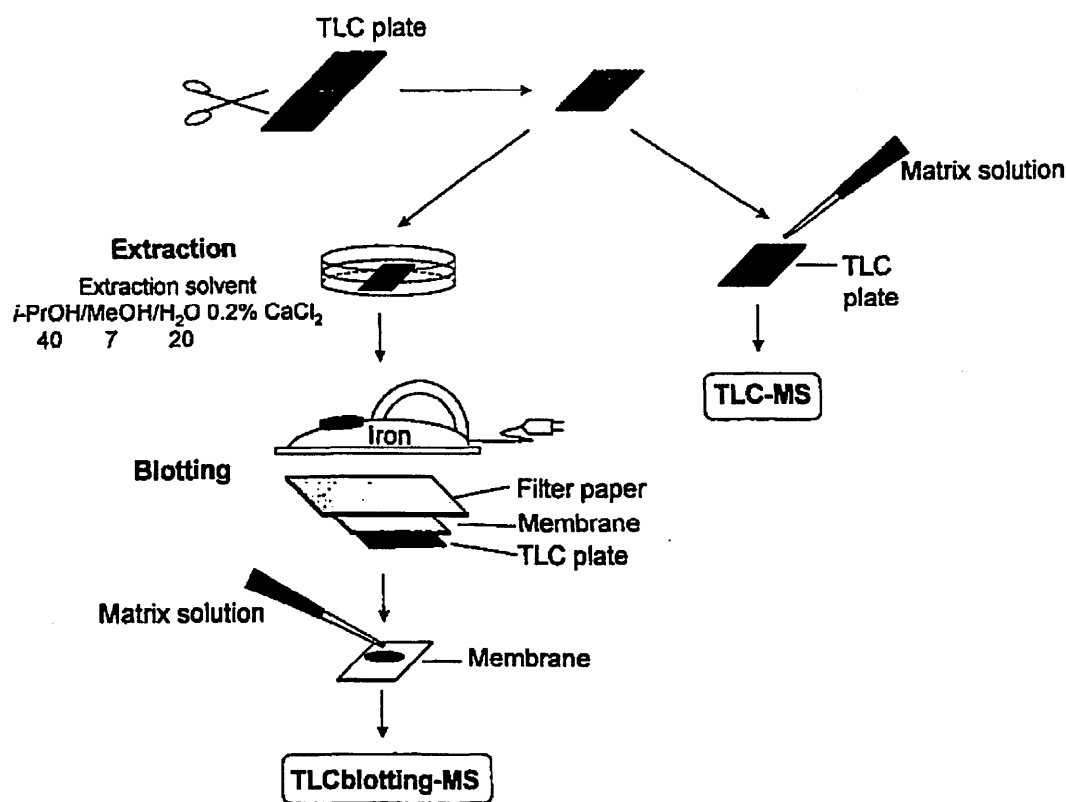 TLC plate
Matrix solution
TLC
plate
TLC-MS
Extraction
Extraction solvent
i-PrOH/MeOH/H₂O 0.2% CaCl₂
40 7 20
Iron
Blotting
Filter paper
Membrane
TLC plate
Matrix solution
Membrane
TLCblotting-MS